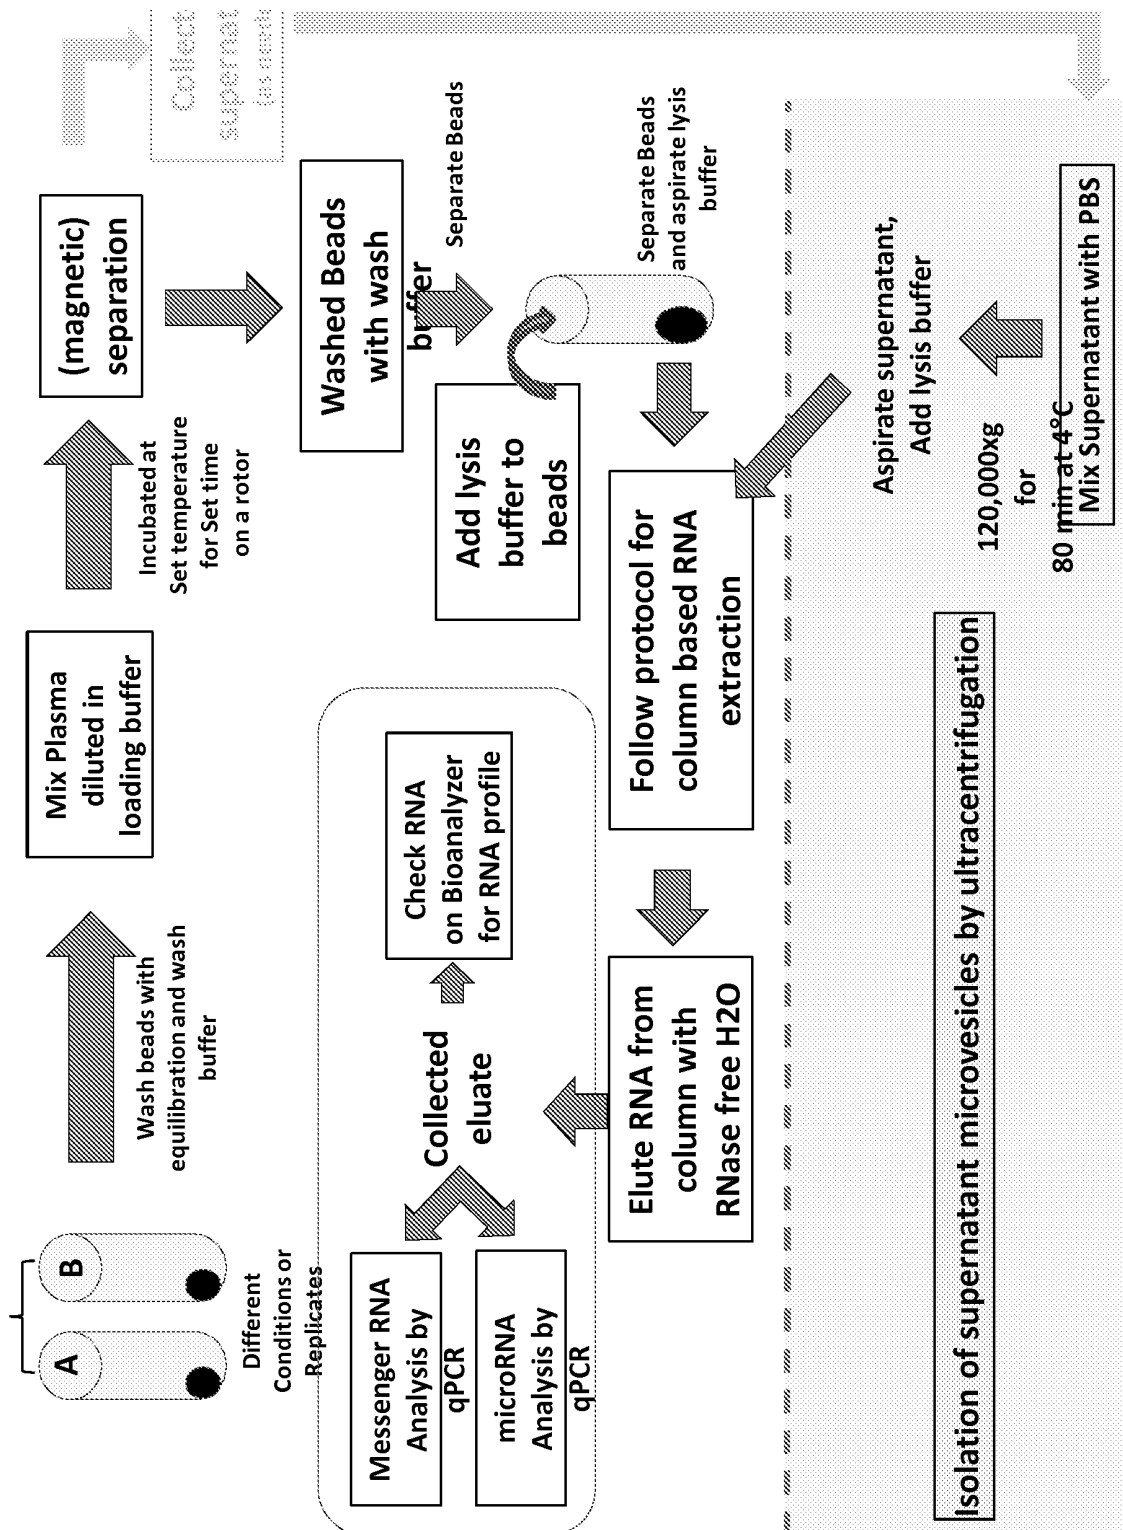 A
B
Different
Conditions or
Replicates
Wash beads with
equilibration and wash
buffer
Mix Plasma
diluted in
loading buffer
Incubated at
Set temperature
for Set time
on a rotor
(magnetic)
separation
Collect
supernat
Washed Beads
with wash
buffer
Separate Beads
Add lysis
buffer to
beads
Separate Beads
and aspirate lysis
buffer
Follow protocol for
column based RNA
extraction
Elute RNA from
column with
RNase free H2O
Collected
eluate
Check RNA
on Bioanalyzer
for RNA profile
Messenger RNA
Analysis by
qPCR
microRNA
Analysis by
qPCR
Mix Supernatant with PBS
120,000xg
for
80 min at 4°C
Aspirate supernatant,
Add lysis buffer
Isolation of supernatant microvesicles by ultracentrifugation